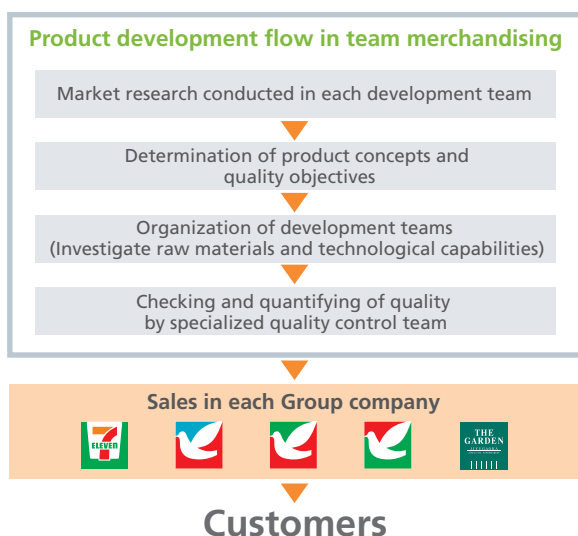 Product development flow in team merchandising
Market research conducted in each development team
Determination of product concepts and
quality objectives
Organization of development teams
(Investigate raw materials and technological capabilities)
Checking and quantifying of quality
by specialized quality control team
Sales in each Group company
7
ELEVEN
THE
GARDEN
Customers